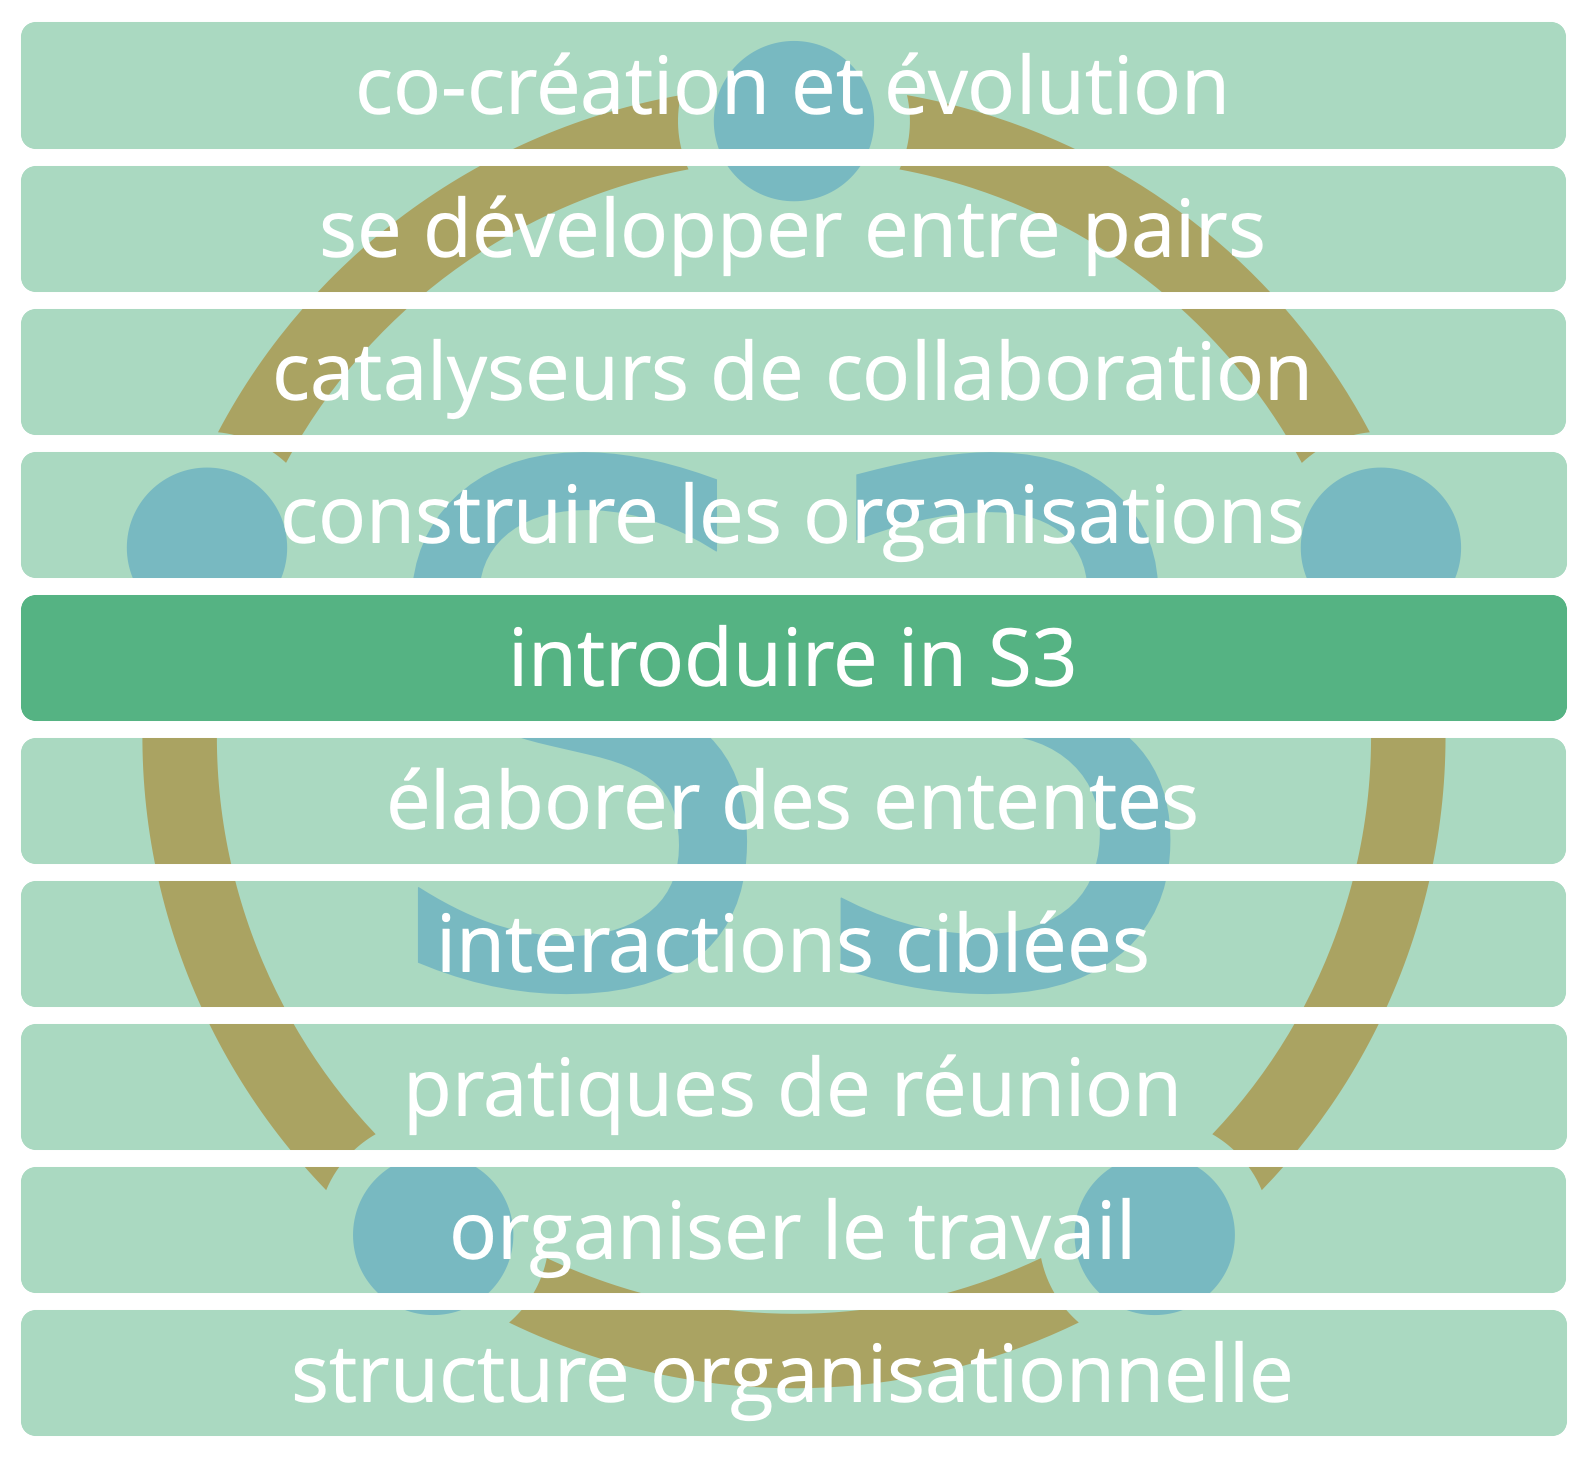 co-création et évolution
se développer entre pairs
catalyseurs de collaboration
construire les organisations
introduire in S3
élaborer des ententes
interactions ciblées
pratiques de réunion
organiser le travail
structure organisationnelle